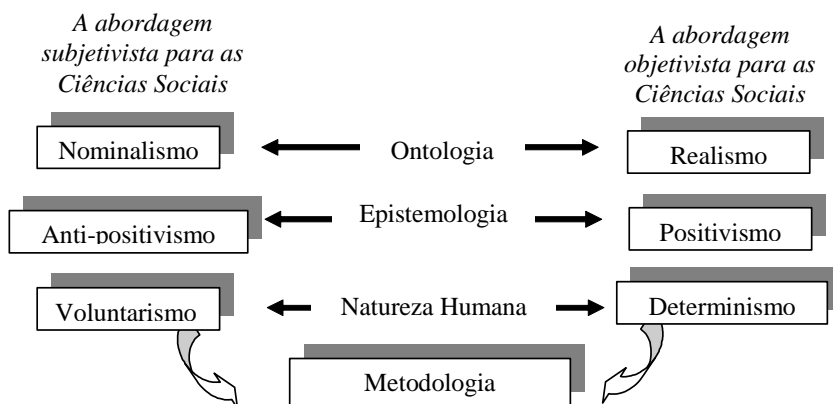 A abordagem
subjetivista para as
Ciências Sociais
A abordagem
objetivista para as
Ciências Sociais
Nominalismo
Ontologia
Realismo
Anti-positivismo
Epistemologia
Positivismo
Voluntarismo
Natureza Humana
Determinismo
Metodologia